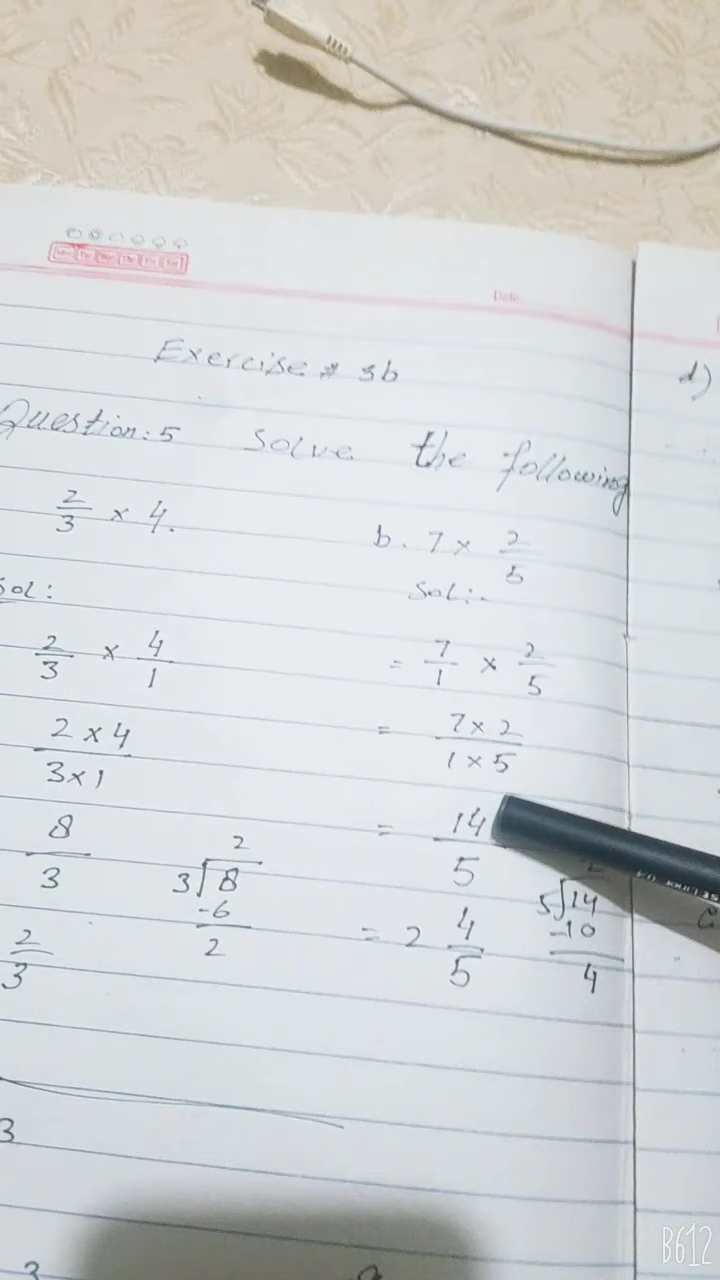 Date
Exercise # 3b
Question:5 Solve the following
2/3 × 4.
Sol:
2/3 × 4/1
2 × 4 / 3 × 1
8/3
2
3√8
-6
2
2/3
b. 7 × 2/5
Sol:-
= 7/1 × 2/5
= 7 × 2 / 1 × 5
= 14/5
5√14
-10
4
= 2 4/5
d)
3
B612